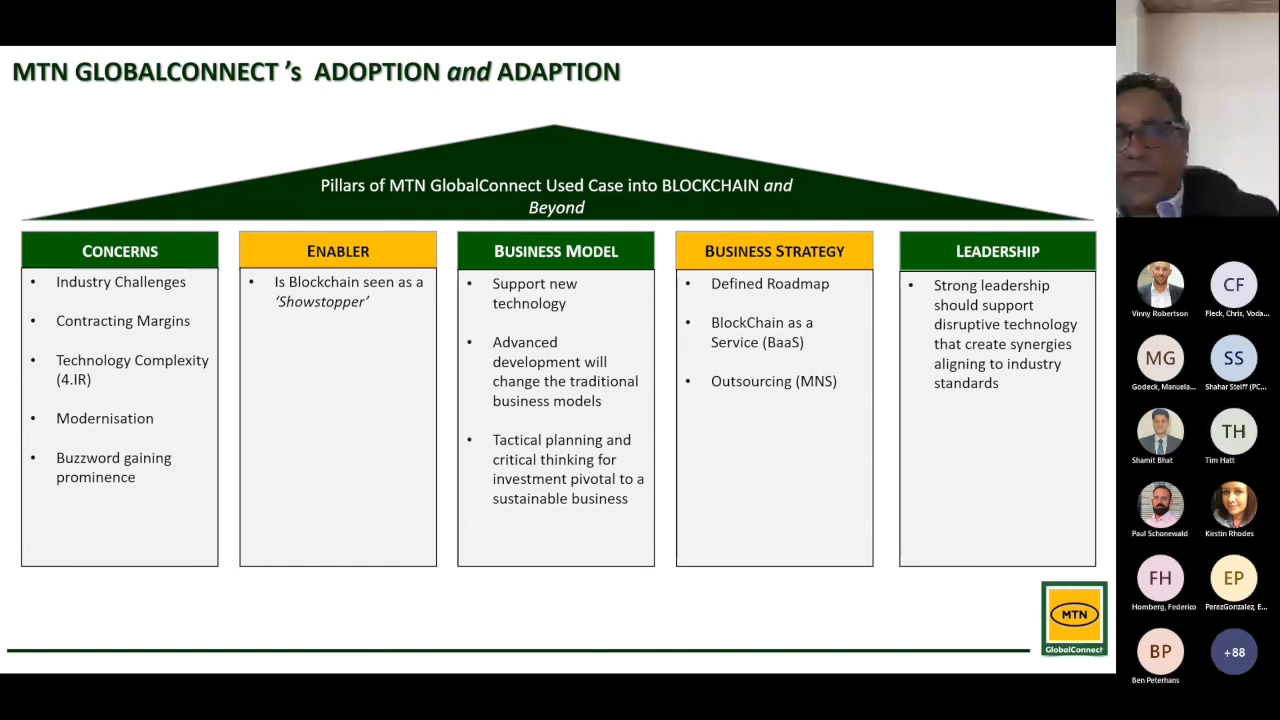 MTN GLOBALCONNECT 's ADOPTION and ADAPTION
Pillars of MTN GlobalConnect Used Case into BLOCKCHAIN and
Beyond
CONCERNS
• Industry Challenges
• Contracting Margins
• Technology Complexity
(4.IR)
• Modernisation
• Buzzword gaining
prominence
ENABLER
• Is Blockchain seen as a
‘Showstopper’
BUSINESS MODEL
• Support new
technology
• Advanced
development will
change the traditional
business models
• Tactical planning and
critical thinking for
investment pivotal to a
sustainable business
BUSINESS STRATEGY
• Defined Roadmap
• BlockChain as a
Service (BaaS)
• Outsourcing (MNS)
LEADERSHIP
• Strong leadership
should support
disruptive technology
that create synergies
aligning to industry
standards
MTN
GlobalConnect
Vinny Robertson
CF
Fleck, Chris, Voda...
MG
Godeck, Manuela...
SS
Shahar Steiff (PC...
Shamit Bhat
TH
Tim Hatt
Paul Schonewald
Kirstin Rhodes
FH
Homberg, Federico
EP
PerezGonzalez, E...
BP
Ben Peterhans
+88